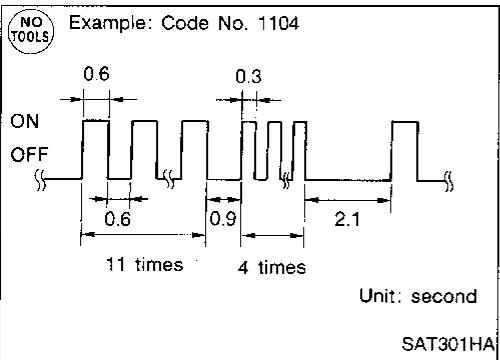 NO TOOLS
Example: Code No. 1104
0.6
0.3
ON
OFF
0.6
0.9
2.1
11 times
4 times
Unit: second
SAT301HA